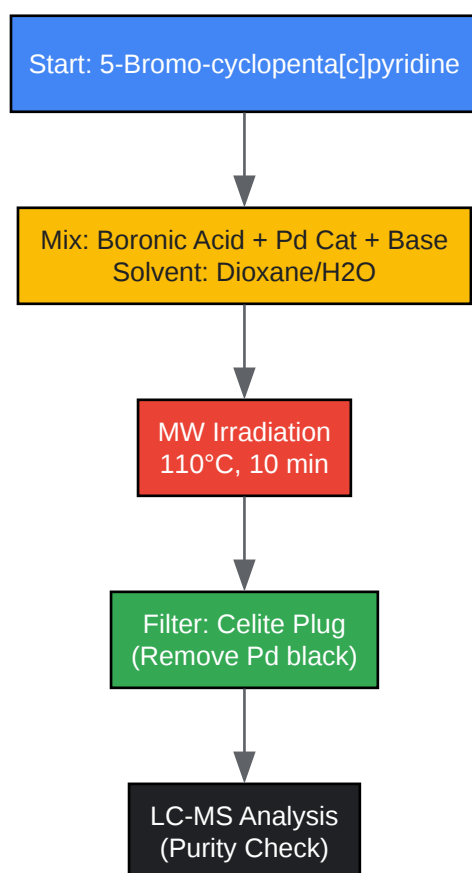 Start: 5-Bromo-cyclopenta[c]pyridine
Mix: Boronic Acid + Pd Cat + Base
Solvent: Dioxane/H2O
MW Irradiation
110°C, 10 min
Filter: Celite Plug
(Remove Pd black)
LC-MS Analysis
(Purity Check)